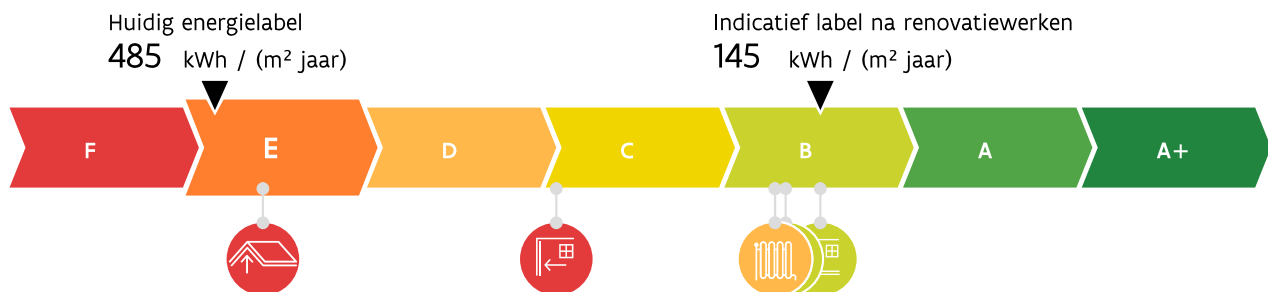 Huidig energielabel
485 kWh / (m² jaar)
Indicatief label na renovatiewerken
145 kWh / (m² jaar)
F E D C B A A+